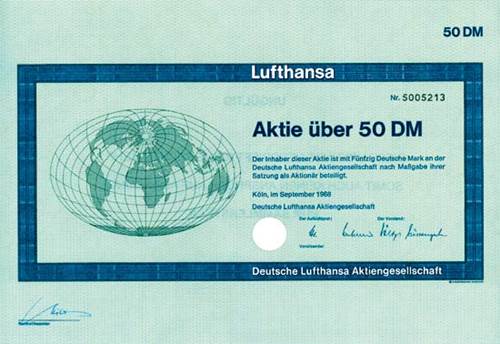 50 DM
Lufthansa
Nr. S005213
Aktie über 50 DM
Der Inhaber dieser Aktie ist mit Fünfzig Deutsche Mark an der
Deutsche Lufthansa Aktiengesellschaft nach Maßgabe ihrer
Satzung als Aktionär beteiligt.
Köln, im September 1988
Deutsche Lufthansa Aktiengesellschaft
Der Aufsichtsrat: Der Vorstand:
Vorsitzender
Deutsche Lufthansa Aktiengesellschaft